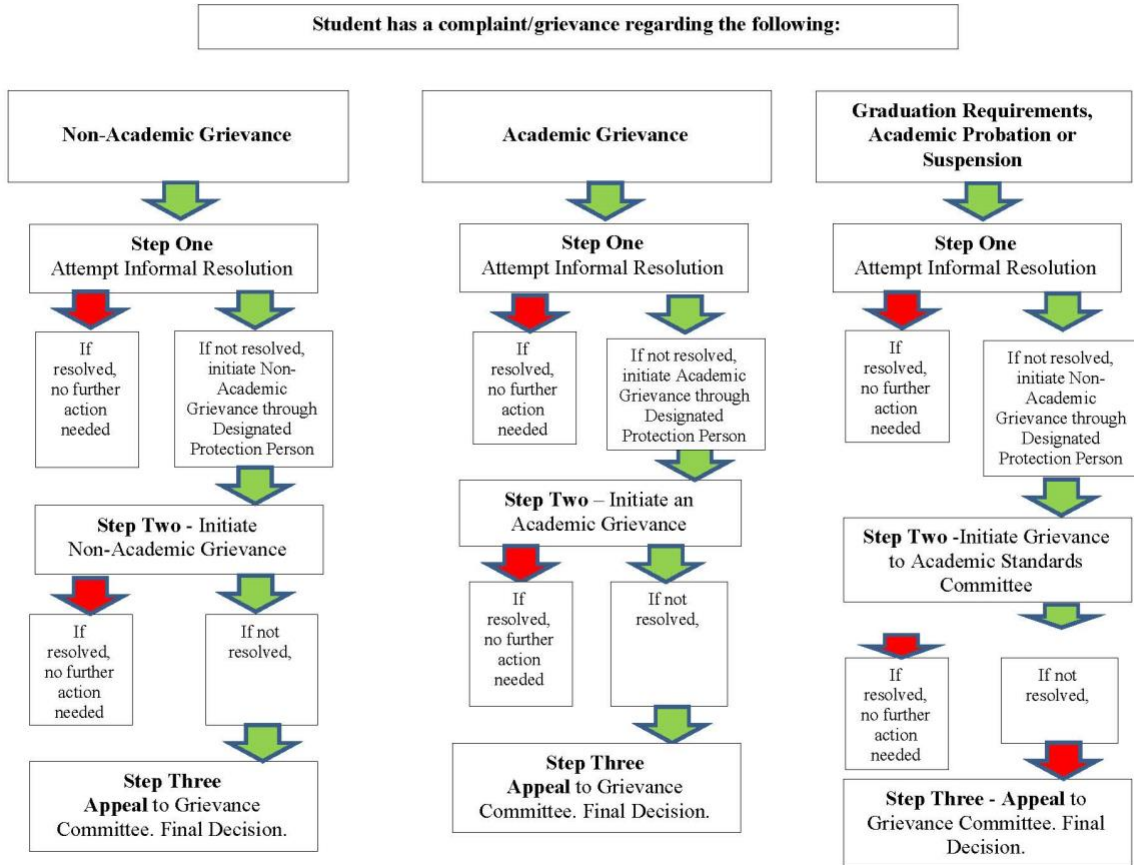 Student has a complaint/grievance regarding the following:
Non-Academic Grievance
Step One
Attempt Informal Resolution
If
resolved,
no further
action
needed
If not resolved,
initiate Non-
Academic
Grievance through
Designated
Protection Person
Step Two - Initiate
Non-Academic Grievance
If
resolved,
no further
action
needed
If not
resolved,
Step Three
Appeal to Grievance
Committee. Final Decision.
Academic Grievance
Step One
Attempt Informal Resolution
If
resolved,
no further
action
needed
If not resolved,
initiate Academic
Grievance through
Designated
Protection Person
Step Two – Initiate an
Academic Grievance
If
resolved,
no further
action
needed
If not
resolved,
Step Three
Appeal to Grievance
Committee. Final Decision.
Graduation Requirements,
Academic Probation or
Suspension
Step One
Attempt Informal Resolution
If
resolved,
no further
action
needed
If not resolved,
initiate Non-
Academic
Grievance through
Designated
Protection Person
Step Two -Initiate Grievance
to Academic Standards
Committee
If
resolved,
no further
action
needed
If not
resolved,
Step Three - Appeal to
Grievance Committee. Final
Decision.